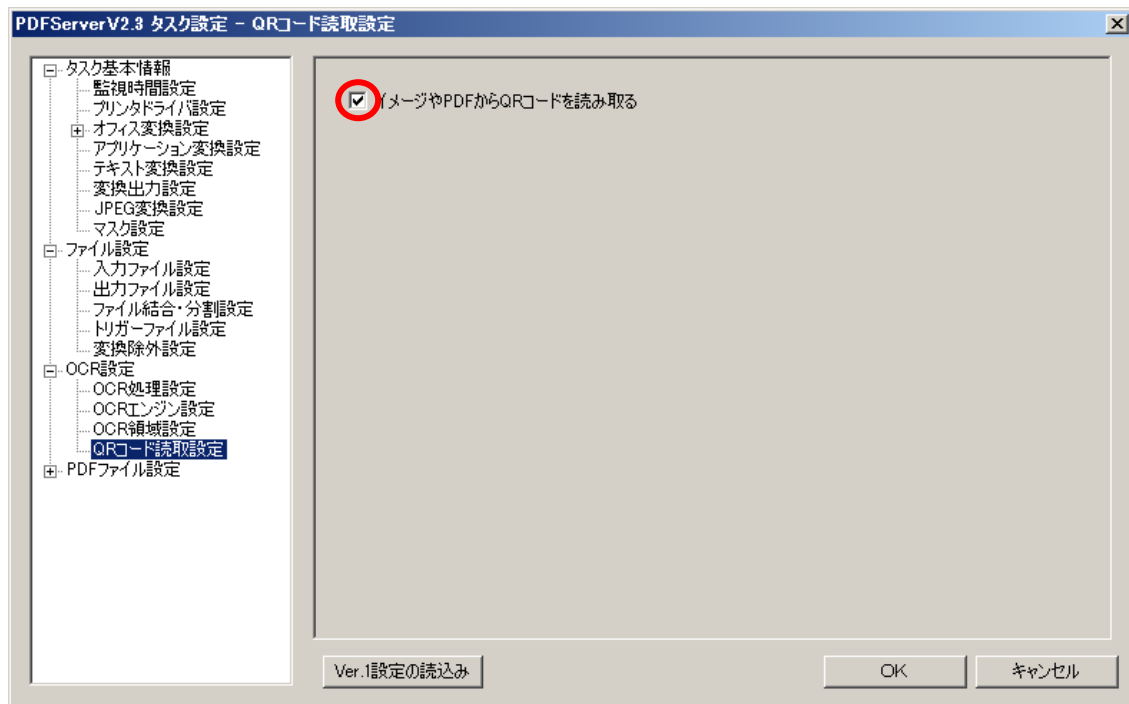 PDFServerV2.3 タスク設定 - QRコード読取設定
タスク基本情報
監視時間設定
プリンタドライバ設定
オフィス変換設定
アプリケーション変換設定
テキスト変換設定
変換出力設定
JPEG変換設定
マスク設定
ファイル設定
入力ファイル設定
出力ファイル設定
ファイル結合・分割設定
トリガーファイル設定
変換除外設定
OCR設定
OCR処理設定
OCRエンジン設定
OCR領域設定
QRコード読取設定
PDFファイル設定
イメージやPDFからQRコードを読み取る
Ver.1設定の読込み
OK
キャンセル